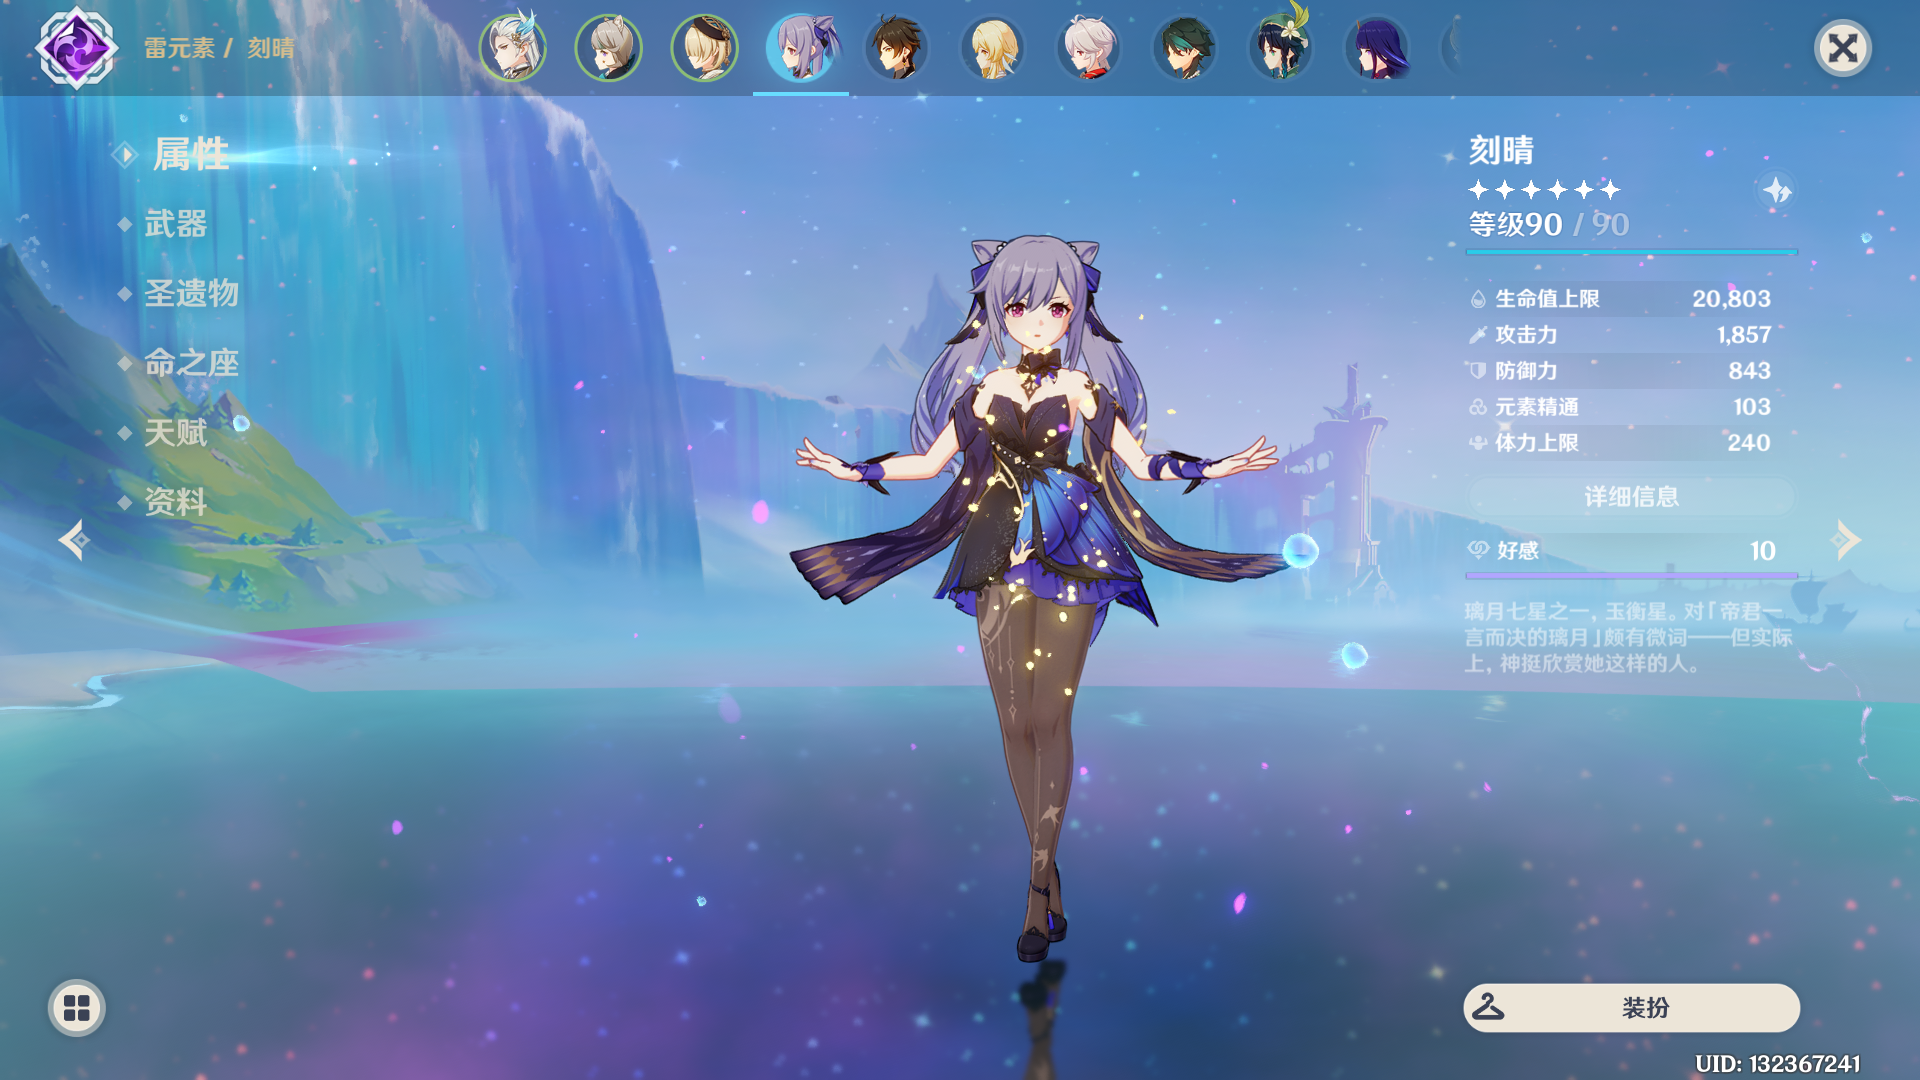 雷元素 / 刻晴
属性
武器
圣遗物
命之座
天赋
资料
刻晴
等级90 / 90
生命值上限 20,803
攻击力 1,857
防御力 843
元素精通 103
体力上限 240
详细信息
好感 10
璃月七星之一，玉衡星。对「帝君一
言而决的璃月」颇有微词——但实际
上，神挺欣赏她这样的人。
装扮
UID: 132367241